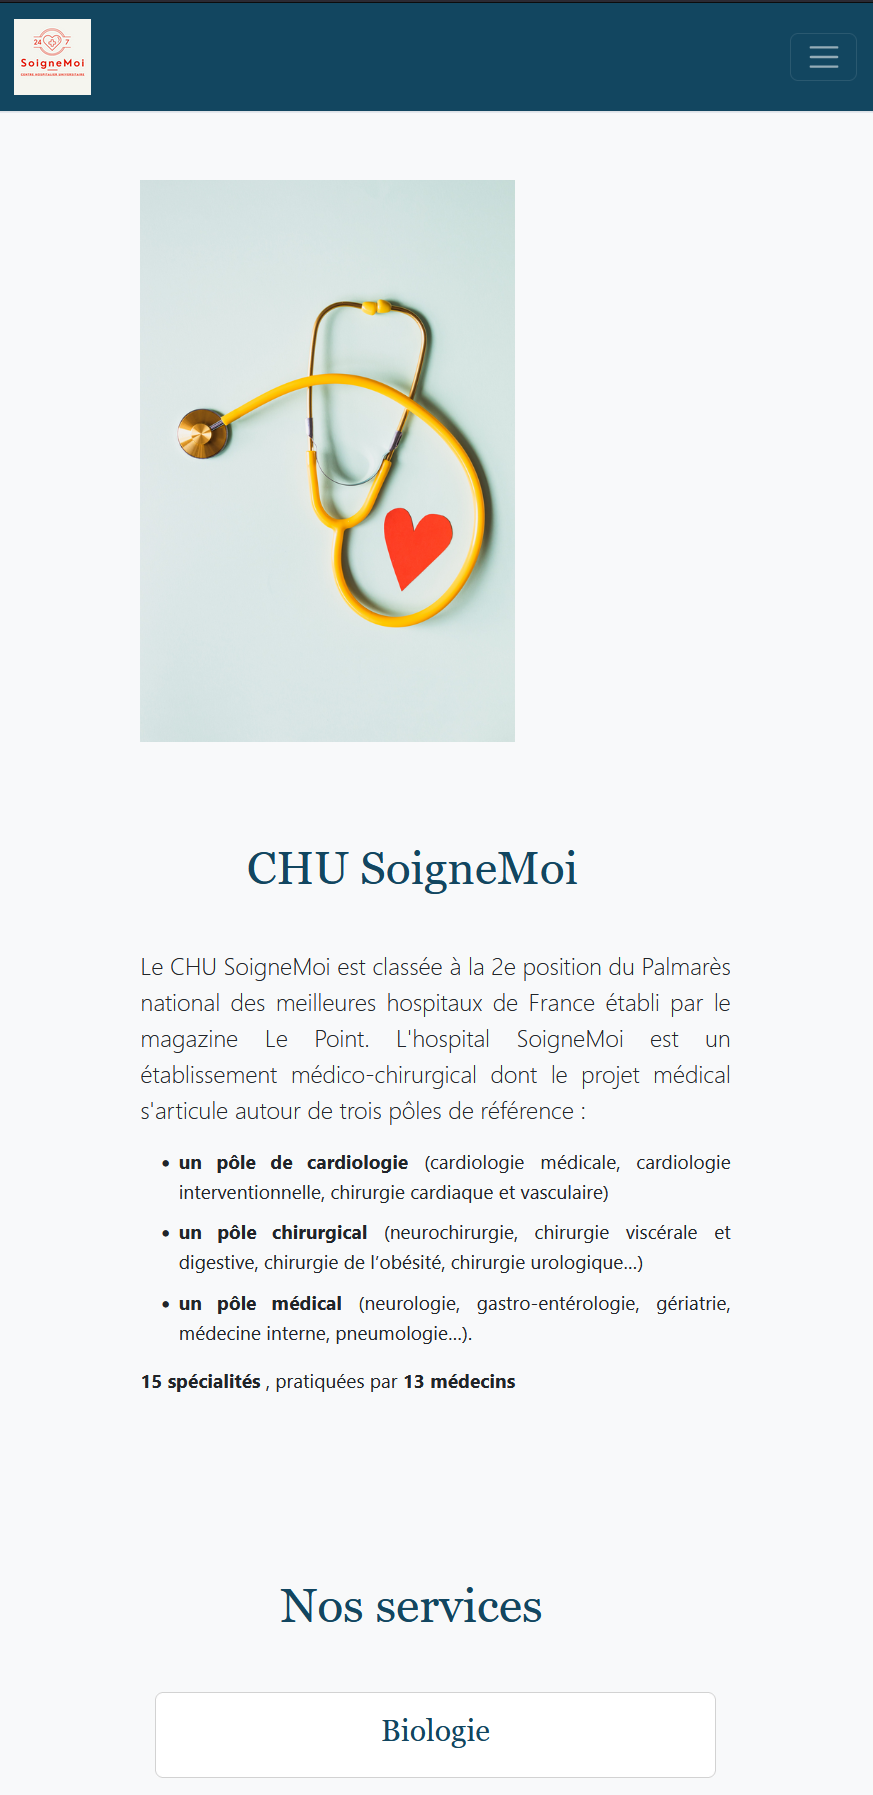 24 7
SoigneMoi
CENTRE HOSPITALIER UNIVERSITAIRE
CHU SoigneMoi
Le CHU SoigneMoi est classée à la 2e position du Palmarès
national des meilleures hospitaux de France établi par le
magazine Le Point. L'hospital SoigneMoi est un
établissement médico-chirurgical dont le projet médical
s'articule autour de trois pôles de référence :
• un pôle de cardiologie (cardiologie médicale, cardiologie
interventionnelle, chirurgie cardiaque et vasculaire)
• un pôle chirurgical (neurochirurgie, chirurgie viscérale et
digestive, chirurgie de l’obésité, chirurgie urologique...)
• un pôle médical (neurologie, gastro-entérologie, gériatrie,
médecine interne, pneumologie...).
15 spécialités , pratiquées par 13 médecins
Nos services
Biologie